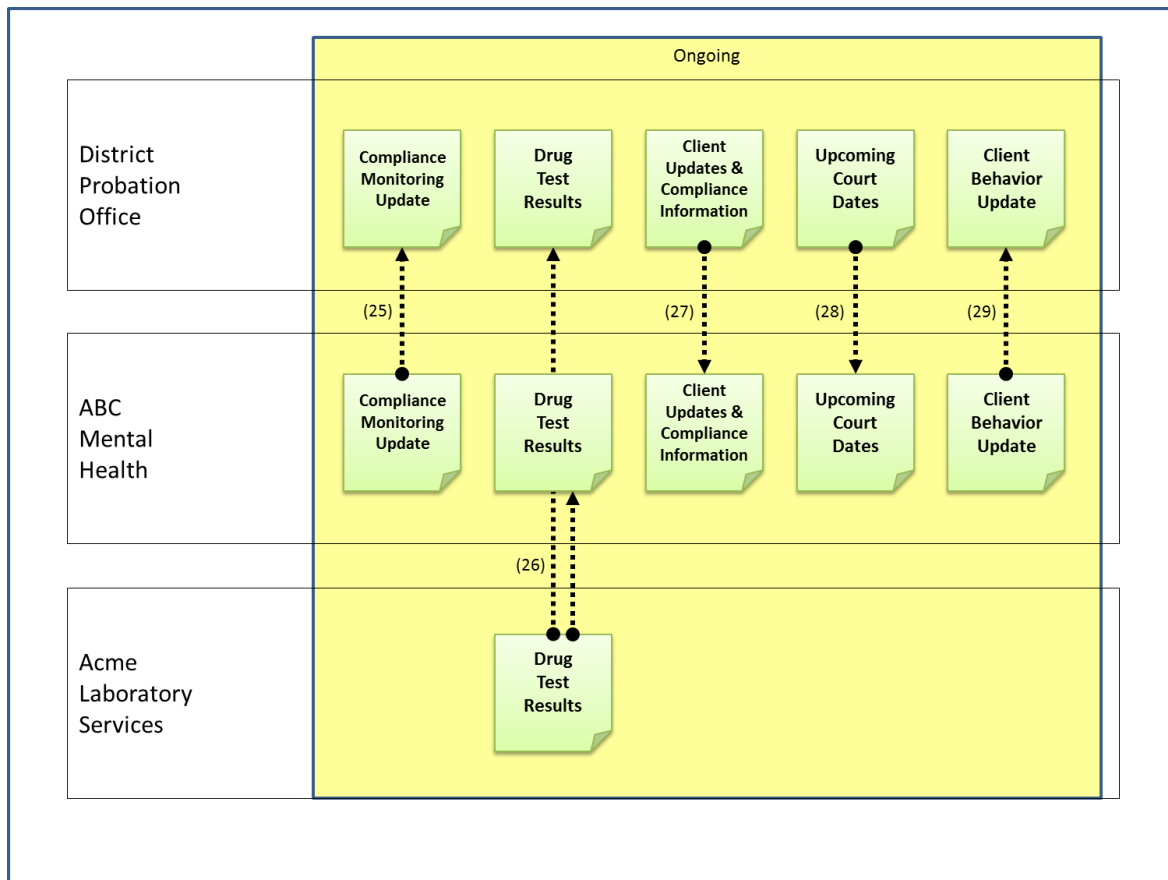 Ongoing
District
Probation
Office
Compliance
Monitoring
Update
Drug
Test
Results
Client
Updates &
Compliance
Information
Upcoming
Court
Dates
Client
Behavior
Update
(25)
(27)
(28)
(29)
ABC
Mental
Health
Compliance
Monitoring
Update
Drug
Test
Results
Client
Updates &
Compliance
Information
Upcoming
Court
Dates
Client
Behavior
Update
(26)
Acme
Laboratory
Services
Drug
Test
Results